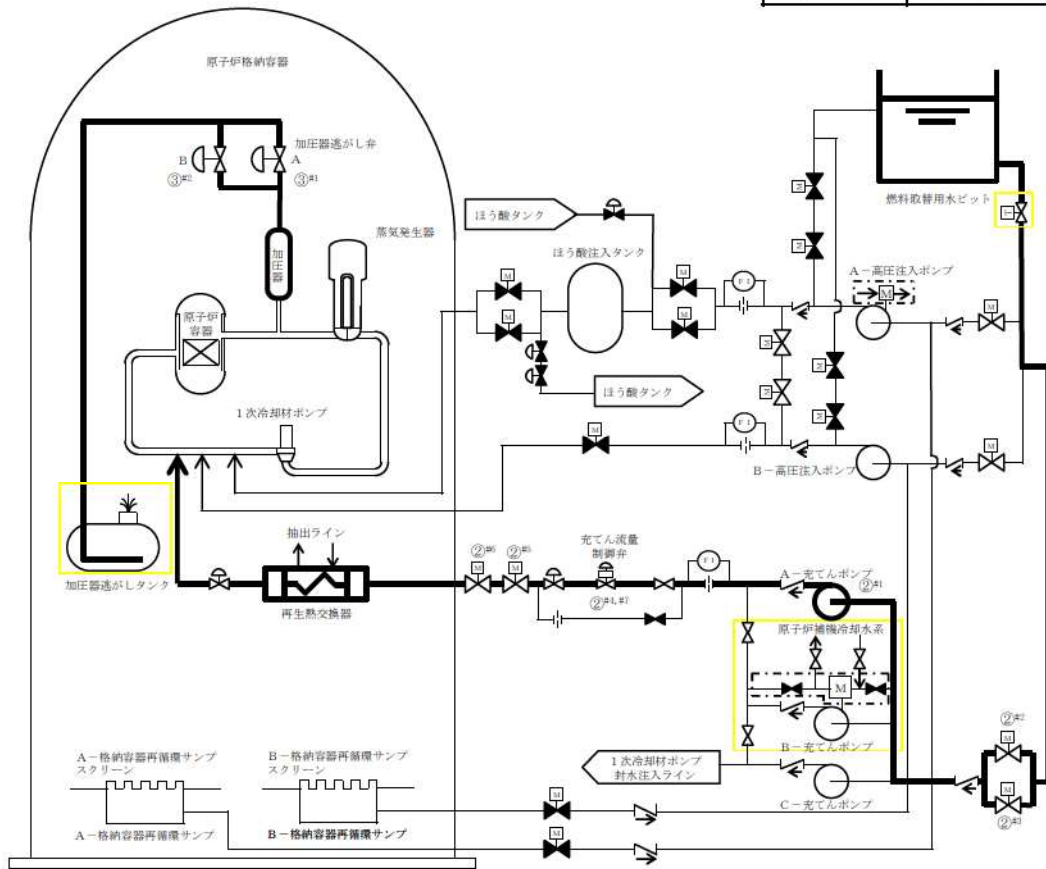 原子炉格納容器
加圧器逃がし弁
B
A
③#2
③#1
蒸気発生器
加圧器
原子炉
容器
1次冷却材ポンプ
加圧器逃がしタンク
ほう酸タンク
ほう酸注入タンク
M
M
M
M
FI
ほう酸タンク
M
FI
M
M
M
M
M
M
燃料取替用水ピット
A-高圧注入ポンプ
M
M
B-高圧注入ポンプ
M
抽出ライン
再生熱交換器
②#6
②#5
M
M
充てん流量
制御弁
②#4,#7
FI
A-充てんポンプ
②#1
原子炉補機冷却水系
M
B-充てんポンプ
1次冷却材ポンプ
封水注入ライン
C-充てんポンプ
②#2
M
M
②#3
A-格納容器再循環サンプ
スクリーン
B-格納容器再循環サンプ
スクリーン
A-格納容器再循環サンプ
B-格納容器再循環サンプ
M
M